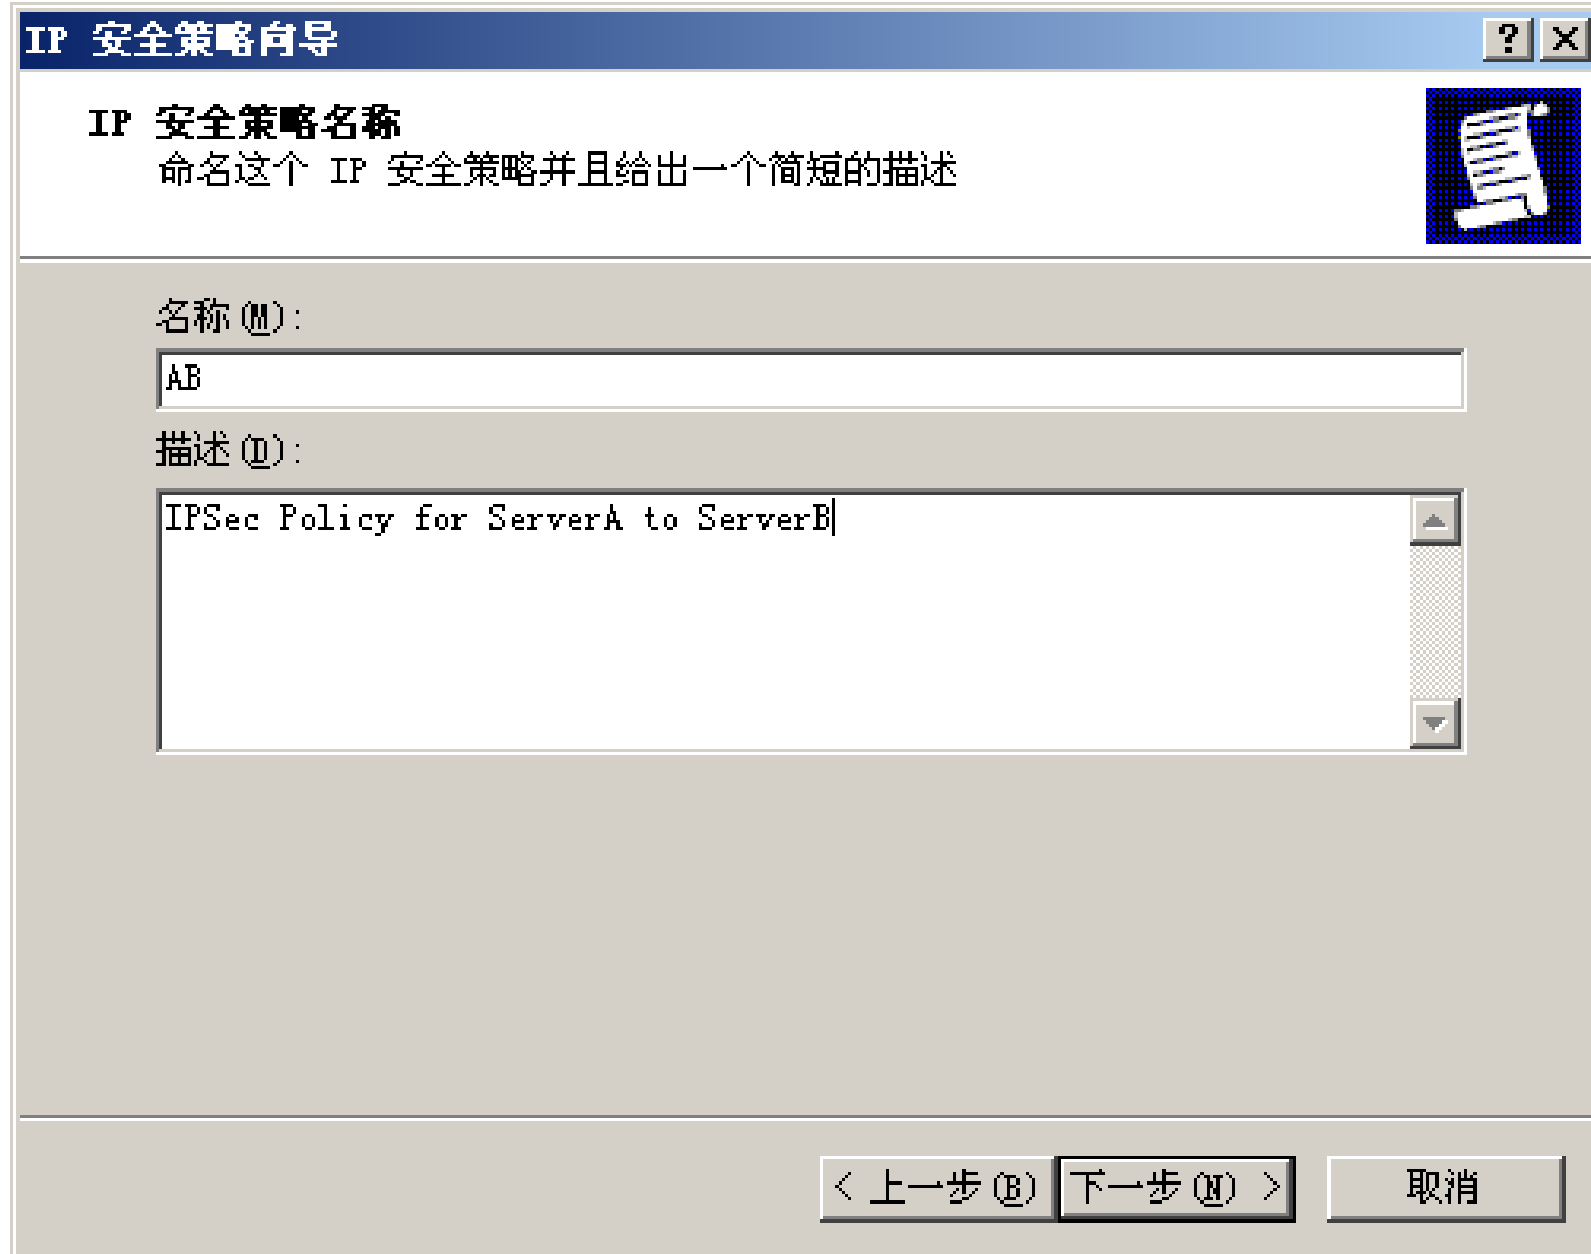 IP 安全策略向导
IP 安全策略名称
命名这个 IP 安全策略并且给出一个简短的描述
名称(M):
AB
描述(D):
IPSec Policy for ServerA to ServerB
< 上一步(B) 下一步(N) > 取消